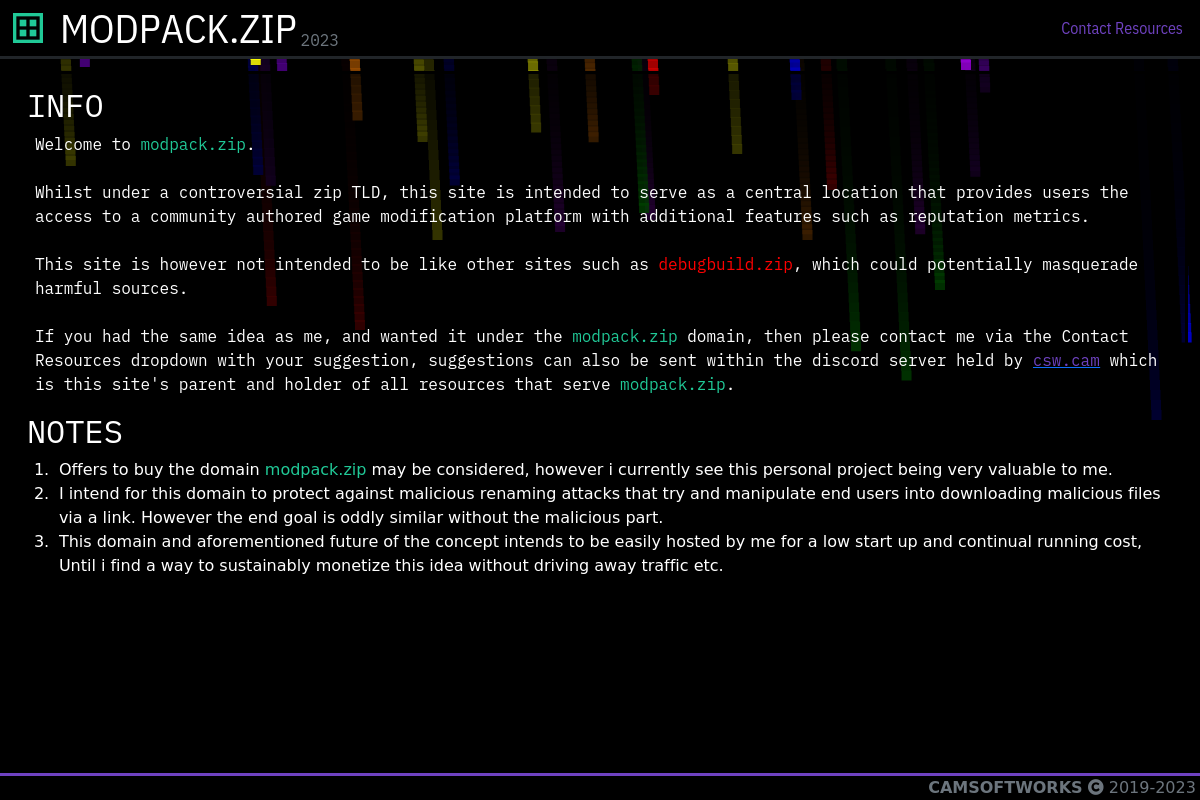 MODPACK.ZIP 2023
Contact Resources
INFO
Welcome to modpack.zip.
Whilst under a controversial zip TLD, this site is intended to serve as a central location that provides users the
access to a community authored game modification platform with additional features such as reputation metrics.
This site is however not intended to be like other sites such as debugbuild.zip, which could potentially masquerade
harmful sources.
If you had the same idea as me, and wanted it under the modpack.zip domain, then please contact me via the Contact
Resources dropdown with your suggestion, suggestions can also be sent within the discord server held by csw.cam which
is this site's parent and holder of all resources that serve modpack.zip.
NOTES
1. Offers to buy the domain modpack.zip may be considered, however i currently see this personal project being very valuable to me.
2. I intend for this domain to protect against malicious renaming attacks that try and manipulate end users into downloading malicious files
via a link. However the end goal is oddly similar without the malicious part.
3. This domain and aforementioned future of the concept intends to be easily hosted by me for a low start up and continual running cost,
Until i find a way to sustainably monetize this idea without driving away traffic etc.
CAMSOFTWORKS © 2019-2023